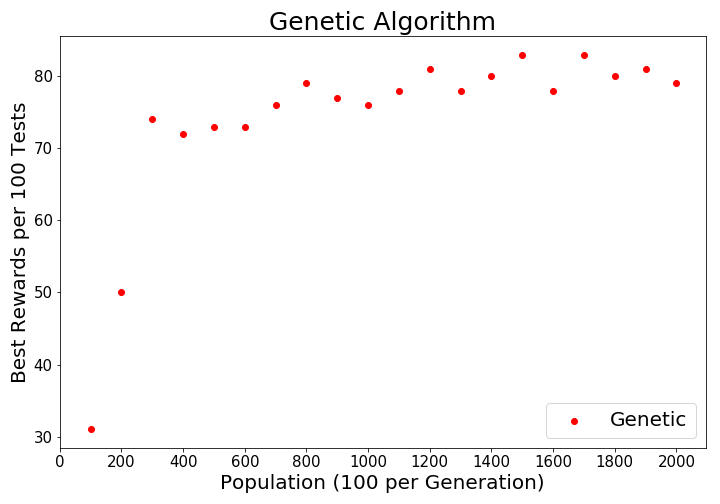 Genetic Algorithm
Best Rewards per 100 Tests
80
70
60
50
40
30
Genetic
0 200 400 600 800 1000 1200 1400 1600 1800 2000
Population (100 per Generation)